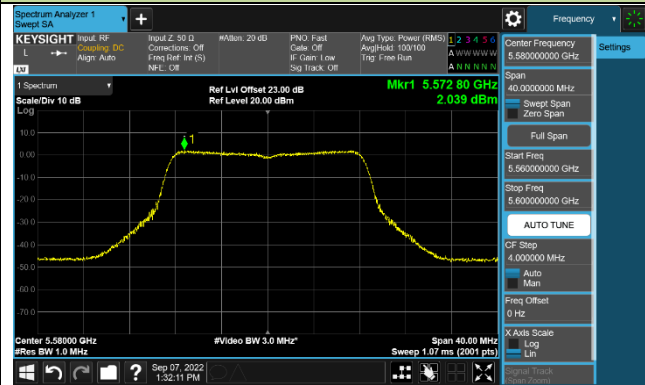 Spectrum Analyzer 1
Swept SA
+
Frequency
KEYSIGHT
L
Input: RF
Coupling: DC
Align: Auto
Input Z: 50 Ω
Corrections: Off
Freq Ref: Int (S)
NFE: Off
#Atten: 20 dB
PNO: Fast
Gate: Off
IF Gain: Low
Sig Track: Off
Avg Type: Power (RMS)
Avg|Hold: 100/100
Trig: Free Run
1 2 3 4 5 6
A W W W W W
A N N N N N
Center Frequency
5.580000000 GHz
Settings
Span
40.0000000 MHz
Swept Span
Zero Span
Full Span
Start Freq
5.560000000 GHz
Stop Freq
5.600000000 GHz
AUTO TUNE
CF Step
4.000000 MHz
Auto
Man
Freq Offset
0 Hz
X Axis Scale
Log
Lin
Signal Track
(Span Zoom)
1 Spectrum
Scale/Div 10 dB
Log
Ref Lvl Offset 23.00 dB
Ref Level 20.00 dBm
Mkr1 5.572 80 GHz
2.039 dBm
1
10.0
0.00
-10.0
-20.0
-30.0
-40.0
-50.0
-60.0
-70.0
Center 5.58000 GHz
#Res BW 1.0 MHz
#Video BW 3.0 MHz*
Span 40.00 MHz
Sweep 1.07 ms (2001 pts)
?
Sep 07, 2022
1:32:11 PM